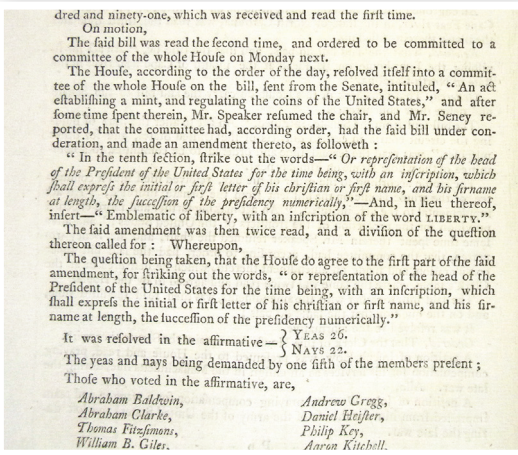 dred and ninety-one, which was received and read the firſt time.
On motion,
The ſaid bill was read the ſecond time, and ordered to be committed to a
committee of the whole Houſe on Monday next.
The Houſe, according to the order of the day, reſolved itſelf into a commit-
tee of the whole Houſe on the bill, ſent from the Senate, intituled, “ An act
eſtabliſhing a mint, and regulating the coins of the United States,” and after
ſome time ſpent therein, Mr. Speaker reſumed the chair, and Mr. Seney re-
ported, that the committee had, according order, had the ſaid bill under con-
deration, and made an amendment thereto, as followeth :
“ In the tenth ſection, ſtrike out the words—“ Or repreſentation of the head
of the Preſident of the United States for the time being, with an inſcription, which
ſhall expreſs the initial or firſt letter of his chriſtian or firſt name, and his ſirname
at length, the ſucceſſion of the preſidency numerically,”—And, in lieu thereof,
inſert—“ Emblematic of liberty, with an inſcription of the word LIBERTY.”
The ſaid amendment was then twice read, and a diviſion of the queſtion
thereon called for : Whereupon,
The queſtion being taken, that the Houſe do agree to the firſt part of the ſaid
amendment, for ſtriking out the words, “ or repreſentation of the head of the
Preſident of the United States for the time being, with an inſcription, which
ſhall expreſs the initial or firſt letter of his chriſtian or firſt name, and his ſir-
name at length, the ſucceſſion of the preſidency numerically.”
It was reſolved in the affirmative— { YEAS 26.
NAYS 22.
The yeas and nays being demanded by one fifth of the members preſent ;
Thoſe who voted in the affirmative, are,
Abraham Baldwin, Andrew Gregg,
Abraham Clarke, Daniel Heiſter,
Thomas Fitzſimons, Philip Key,
William B. Giles, Aaron Kitchell,